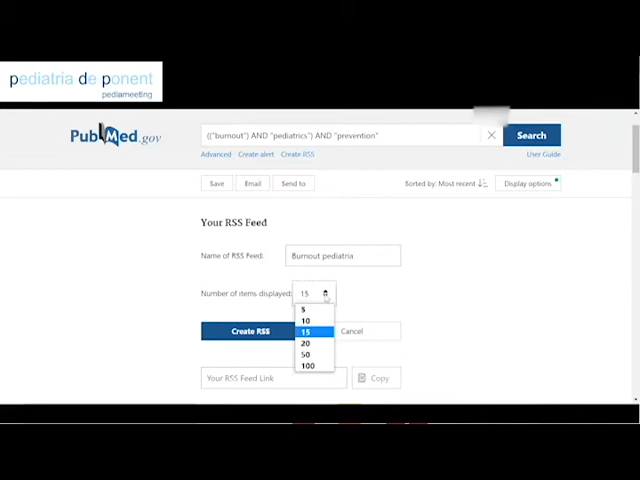 pediatria de ponent
pediameeting
PubMed.gov
(("burnout") AND "pediatrics") AND "prevention"
Search
Advanced Create alert Create RSS
User Guide
Save Email Send to
Sorted by: Most recent
Display options
Your RSS Feed
Name of RSS Feed: Burnout pediatria
Number of items displayed: 15
5
10
15
20
50
100
Create RSS Cancel
Your RSS Feed Link Copy